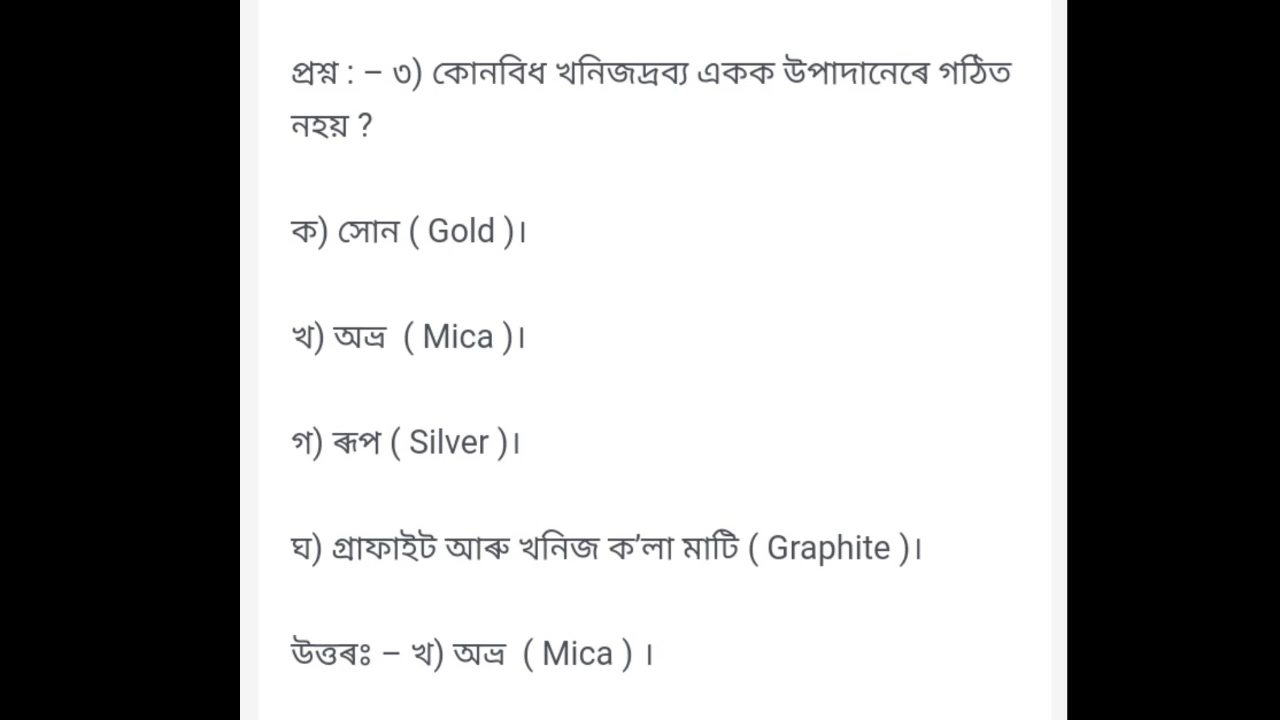 প্ৰশ্ন : – ৩) কোনবিধ খনিজদ্ৰব্য একক উপাদানেৰে গঠিত
নহয় ?
ক) সোন ( Gold )।
খ) অভ্ৰ ( Mica )।
গ) ৰূপ ( Silver )।
ঘ) গ্ৰাফাইট আৰু খনিজ ক’লা মাটি ( Graphite )।
উত্তৰঃ – খ) অভ্ৰ ( Mica ) ।